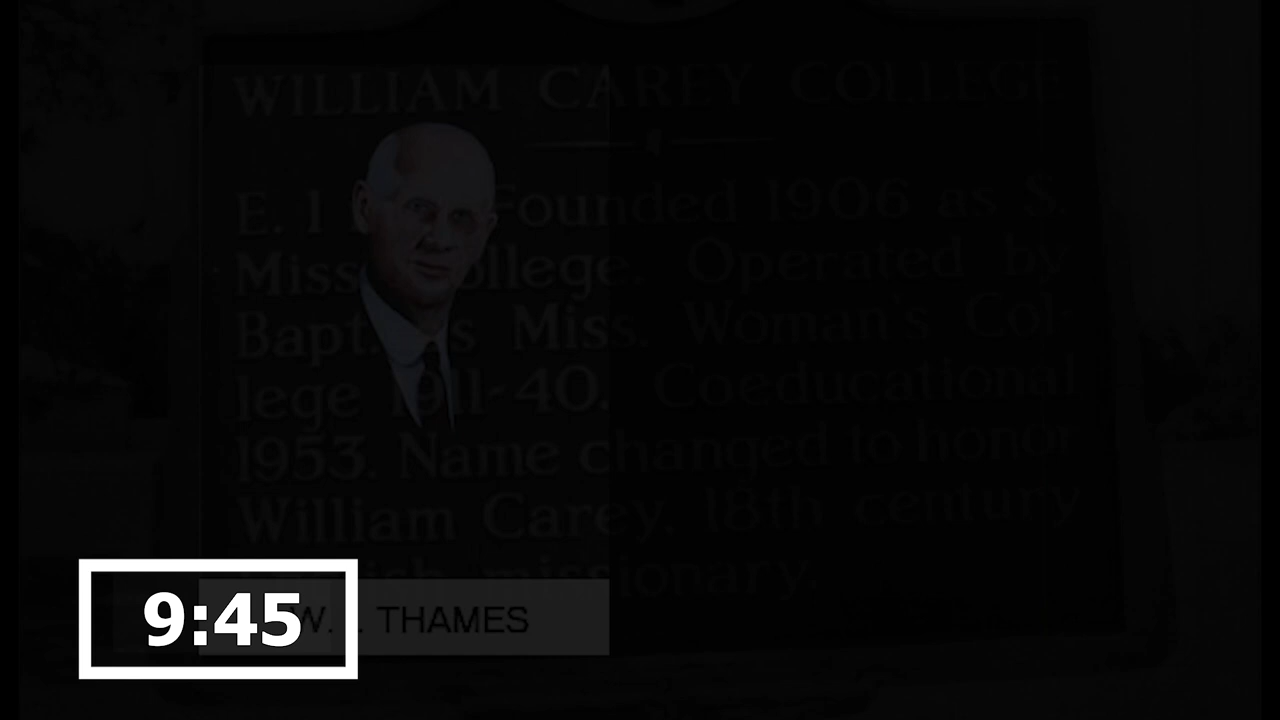 WILLIAM CAREY COLLEGE
E. I Founded 1906 as S.
Miss. College. Operated by
Bapt. as Miss. Woman's Col-
lege 1911-40. Coeducational
1953. Name changed to honor
William Carey, 18th century
missionary.
W. THAMES
9:45